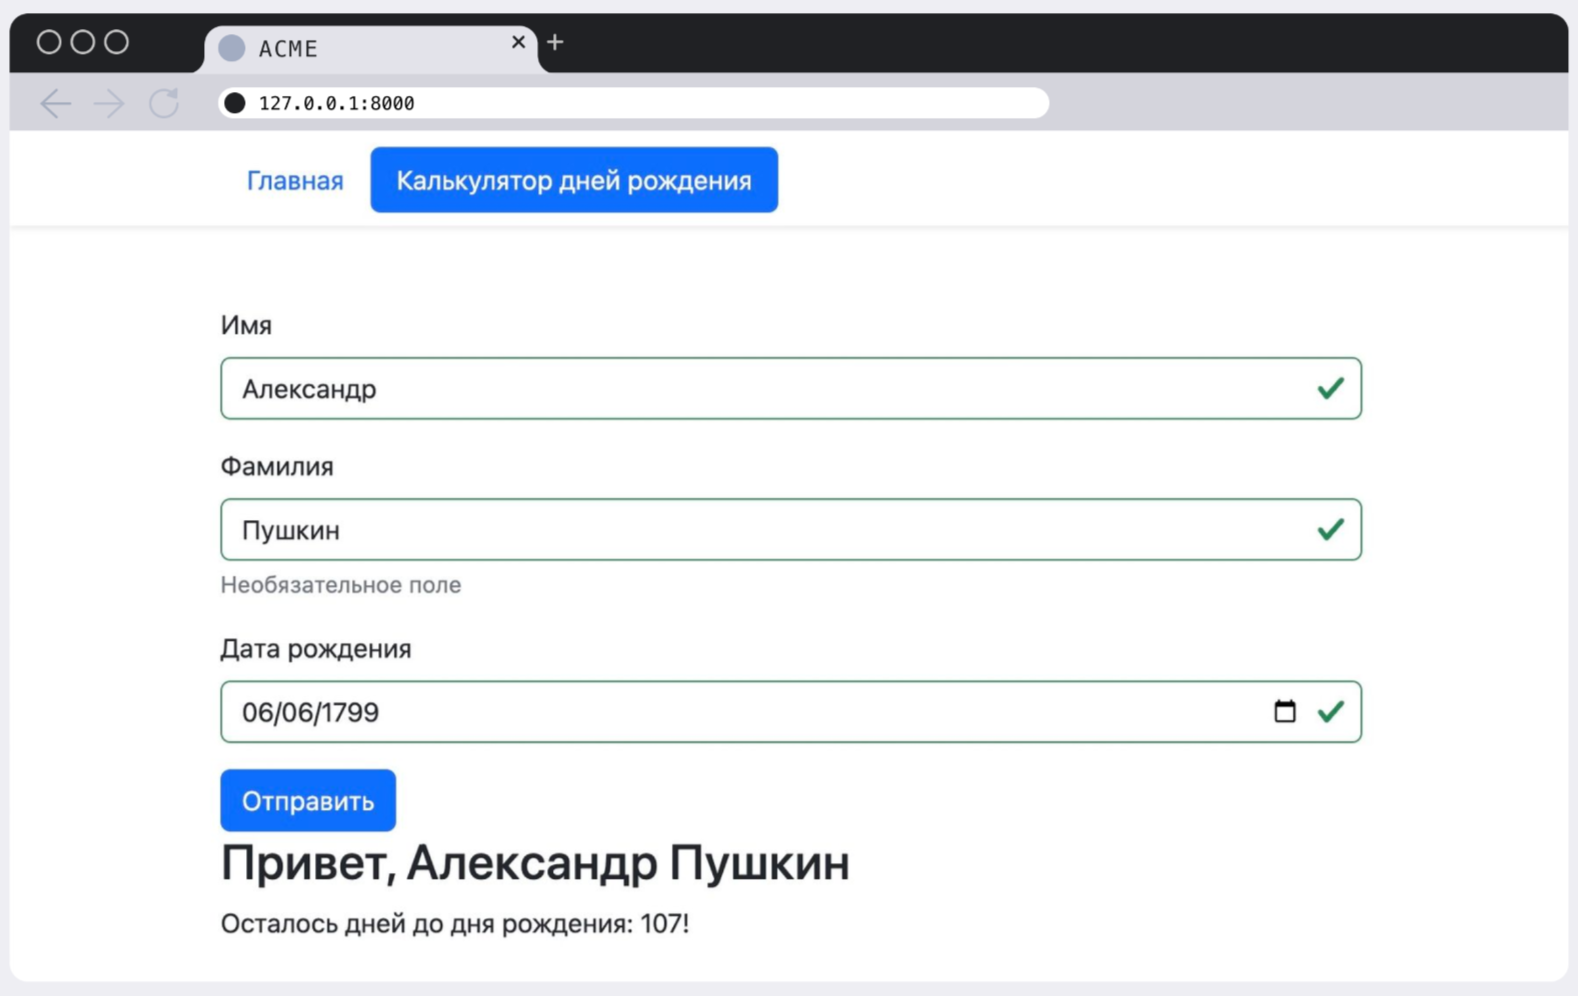 ACME
127.0.0.1:8000
Главная Калькулятор дней рождения
Имя
Александр
Фамилия
Пушкин
Необязательное поле
Дата рождения
06/06/1799
Отправить
Привет, Александр Пушкин
Осталось дней до дня рождения: 107!